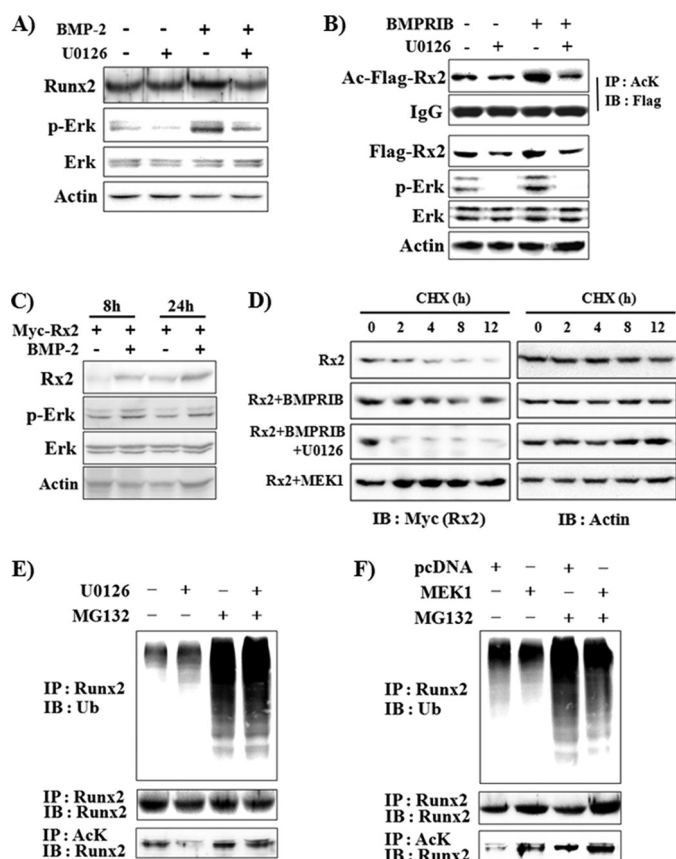 A)
BMP-2 - - + +
U0126 - + - +
Runx2
p-Erk
Erk
Actin
B)
BMPRIB - - + +
U0126 - + - +
Ac-Flag-Rx2
IgG
IP : AcK
IB : Flag
Flag-Rx2
p-Erk
Erk
Actin
C)
8h 24h
Myc-Rx2 + + + +
BMP-2 - + - +
Rx2
p-Erk
Erk
Actin
D)
CHX (h) CHX (h)
0 2 4 8 12 0 2 4 8 12
Rx2
Rx2+BMPRIB
Rx2+BMPRIB
+U0126
Rx2+MEK1
IB : Myc (Rx2) IB : Actin
E)
U0126 - + - +
MG132 - - + +
IP : Runx2
IB : Ub
IP : Runx2
IB : Runx2
IP : AcK
IB : Runx2
F)
pcDNA + - + -
MEK1 - + - +
MG132 - - + +
IP : Runx2
IB : Ub
IP : Runx2
IB : Runx2
IP : AcK
IB : Runx2